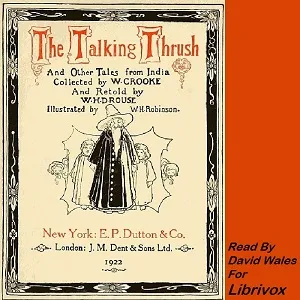 The Talking Thrush
And Other Tales from India
Collected by W.CROOKE
And Retold by
W.H.D.ROUSE
Illustrated by W.H.Robinson.
New York: E.P. Dutton & Co.
London: J. M. Dent & Sons Ltd.
1922
Read By
David Wales
For
Librivox